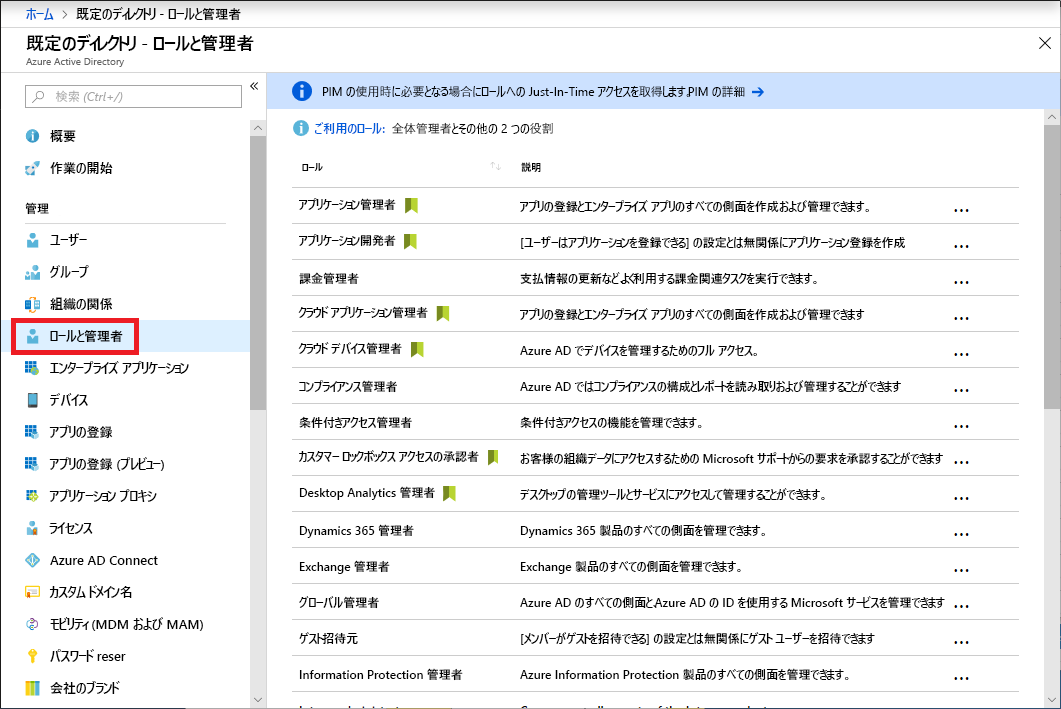 ホーム > 既定のディレクトリ - ロールと管理者
既定のディレクトリ - ロールと管理者
Azure Active Directory
検索 (Ctrl+/)
概要
作業の開始
管理
ユーザー
グループ
組織の関係
ロールと管理者
エンタープライズ アプリケーション
デバイス
アプリの登録
アプリの登録 (プレビュー)
アプリケーション プロキシ
ライセンス
Azure AD Connect
カスタム ドメイン名
モビリティ (MDM および MAM)
パスワード reser
会社のブランド
PIM の使用時に必要となる場合にロールへの Just-In-Time アクセスを取得します,PIM の詳細 →
ご利用のロール: 全体管理者とその他の 2 つの役割
ロール 説明
アプリケーション管理者 アプリの登録とエンタープライズ アプリのすべての側面を作成および管理できます。
アプリケーション開発者 [ユーザーはアプリケーションを登録できる] の設定とは無関係にアプリケーション登録を作成
課金管理者 支払情報の更新などよく利用する課金関連タスクを実行できます。
クラウド アプリケーション管理者 アプリの登録とエンタープライズ アプリのすべての側面を作成および管理できます
クラウド デバイス管理者 Azure AD でデバイスを管理するためのフル アクセス。
コンプライアンス管理者 Azure AD ではコンプライアンスの構成とレポートを読み取りおよび管理することができます
条件付きアクセス管理者 条件付きアクセスの機能を管理できます。
カスタマー ロックボックス アクセスの承認者 お客様の組織データにアクセスするための Microsoft サポートからの要求を承認することができます
Desktop Analytics 管理者 デスクトップの管理ツールとサービスにアクセスして管理することができます。
Dynamics 365 管理者 Dynamics 365 製品のすべての側面を管理できます。
Exchange 管理者 Exchange 製品のすべての側面を管理できます。
グローバル管理者 Azure AD のすべての側面と,Azure AD の ID を使用する Microsoft サービスを管理できます
ゲスト招待元 [メンバーがゲストを招待できる] の設定とは無関係にゲスト ユーザーを招待できます
Information Protection 管理者 Azure Information Protection 製品のすべての側面を管理できます。